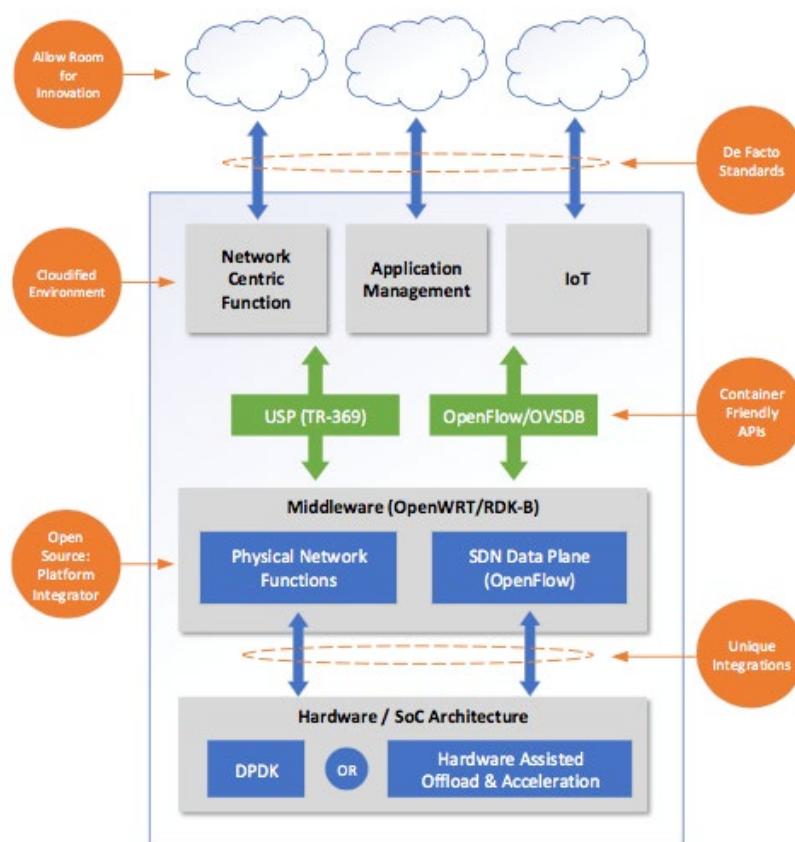 Allow Room
for
Innovation
De Facto
Standards
Cloudified
Environment
Network
Centric
Function
Application
Management
IoT
USP (TR-369)
OpenFlow/OVSDB
Container
Friendly
APIs
Middleware (OpenWRT/RDK-B)
Open
Source:
Platform
Integrator
Physical Network
Functions
SDN Data Plane
(OpenFlow)
Unique
Integrations
Hardware / SoC Architecture
DPDK
OR
Hardware Assisted
Offload & Acceleration